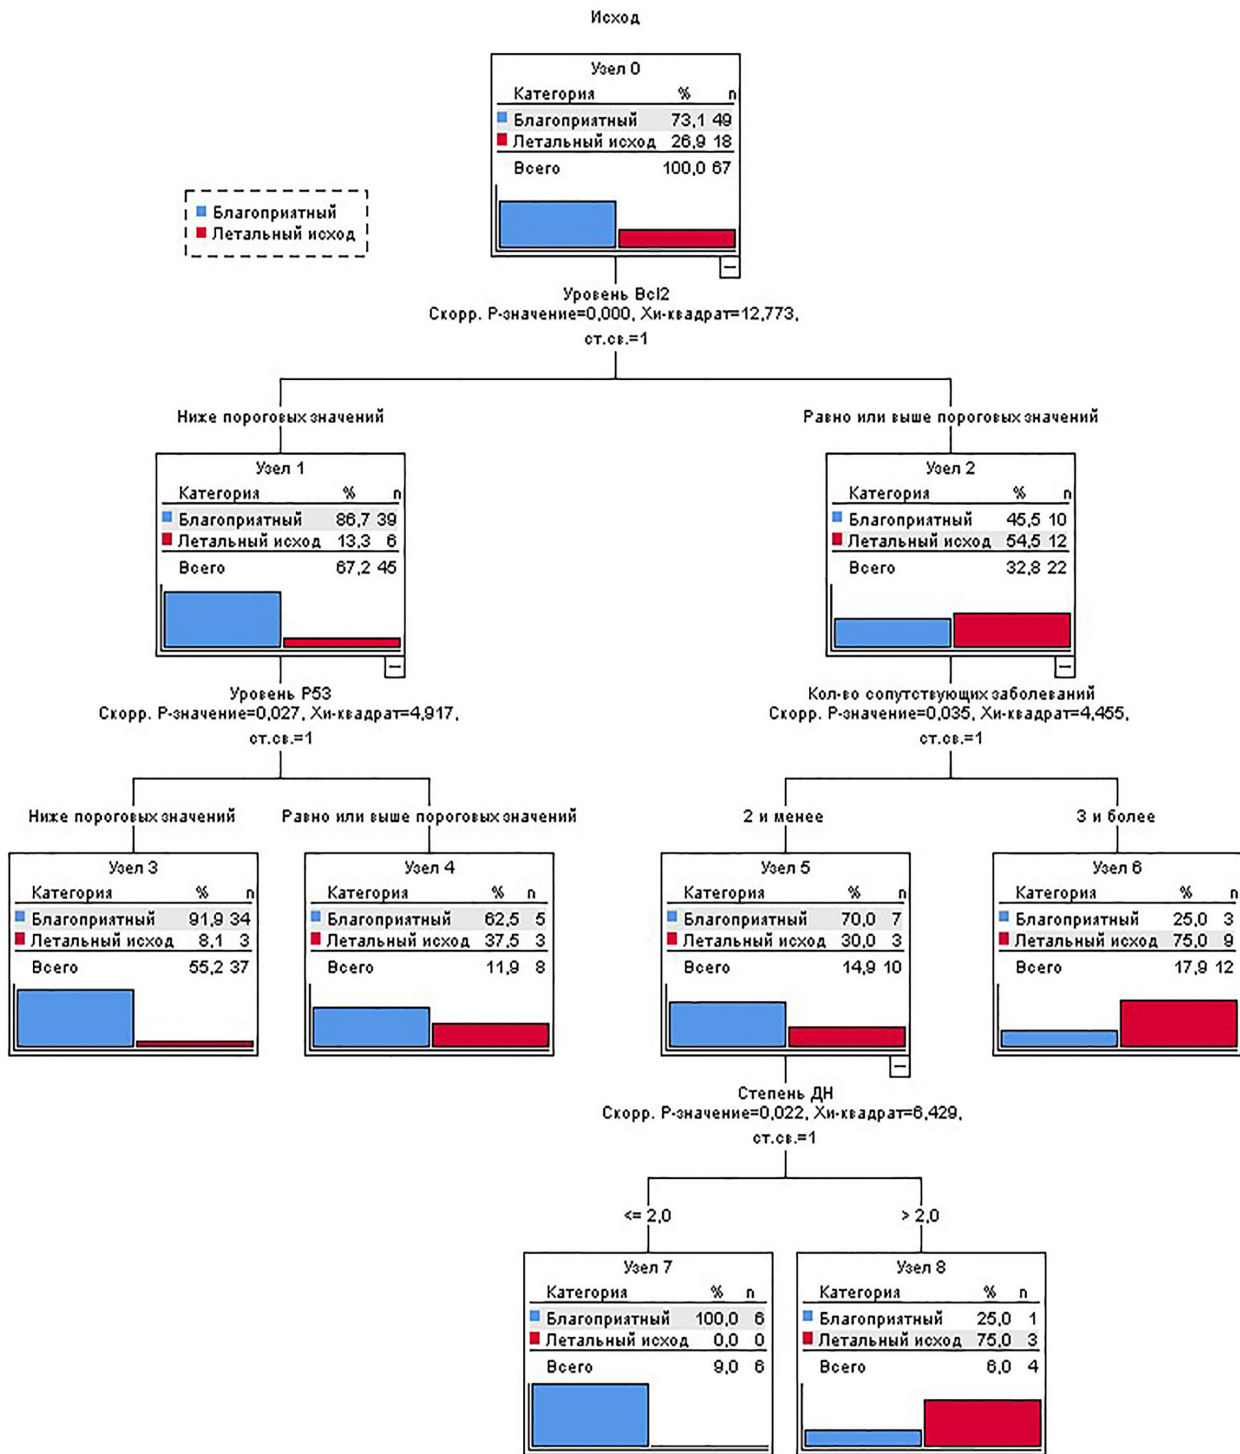 Исход
Узел 0
Категория % n
Благоприятный 73,1 49
Летальный исход 26,9 18
Всего 100,0 67
Благоприятный
Летальный исход
Уровень Bcl2
Скорр. Р-значение=0,000, Хи-квадрат=12,773,
ст.св.=1
Ниже пороговых значений
Равно или выше пороговых значений
Узел 1
Категория % n
Благоприятный 86,7 39
Летальный исход 13,3 6
Всего 67,2 45
Узел 2
Категория % n
Благоприятный 45,5 10
Летальный исход 54,5 12
Всего 32,8 22
Уровень P53
Скорр. Р-значение=0,027, Хи-квадрат=4,917,
ст.св.=1
Кол-во сопутствующих заболеваний
Скорр. Р-значение=0,035, Хи-квадрат=4,455,
ст.св.=1
Ниже пороговых значений
Равно или выше пороговых значений
2 и менее
3 и более
Узел 3
Категория % n
Благоприятный 91,9 34
Летальный исход 8,1 3
Всего 55,2 37
Узел 4
Категория % n
Благоприятный 62,5 5
Летальный исход 37,5 3
Всего 11,9 8
Узел 5
Категория % n
Благоприятный 70,0 7
Летальный исход 30,0 3
Всего 14,9 10
Узел 6
Категория % n
Благоприятный 25,0 3
Летальный исход 75,0 9
Всего 17,9 12
Степень ДН
Скорр. Р-значение=0,022, Хи-квадрат=6,429,
ст.св.=1
<= 2,0
> 2,0
Узел 7
Категория % n
Благоприятный 100,0 6
Летальный исход 0,0 0
Всего 9,0 6
Узел 8
Категория % n
Благоприятный 25,0 1
Летальный исход 75,0 3
Всего 6,0 4